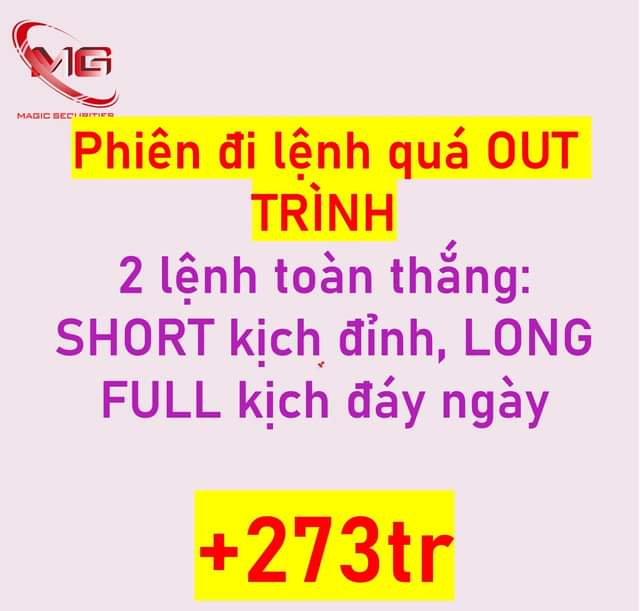 MG
MAGIC SECURITIES
Phiên đi lệnh quá OUT
TRÌNH
2 lệnh toàn thắng:
SHORT kịch đỉnh, LONG
FULL kịch đáy ngày
+273tr